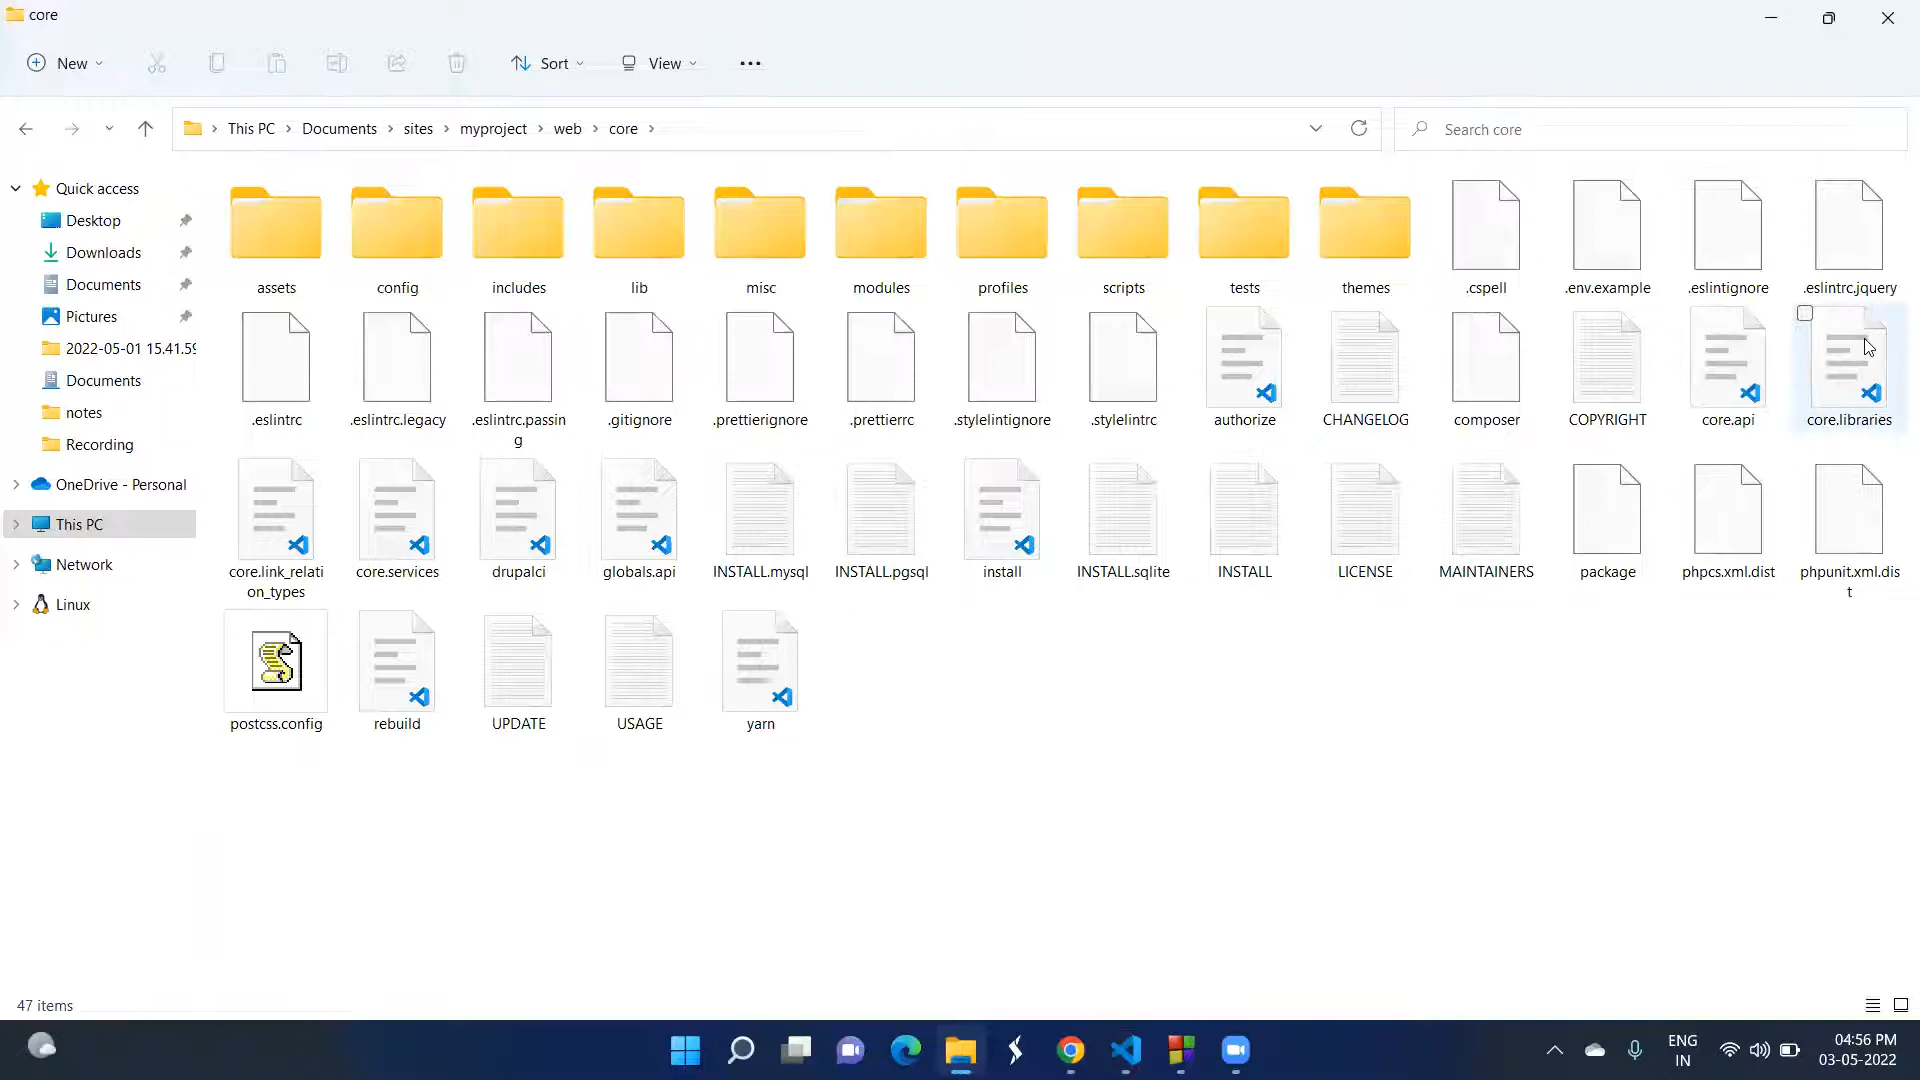 core
New
Sort
View
This PC
Documents
sites
myproject
web
core
Search core
Quick access
Desktop
Downloads
Documents
Pictures
2022-05-01 15.41.59
Documents
notes
Recording
OneDrive - Personal
This PC
Network
Linux
assets
config
includes
lib
misc
modules
profiles
scripts
tests
themes
.cspell
.env.example
.eslintignore
.eslintrc.jquery
.eslintrc
.eslintrc.legacy
.eslintrc.passin
g
.gitignore
.prettierignore
.prettierrc
.stylelintignore
.stylelintrc
authorize
CHANGELOG
composer
COPYRIGHT
core.api
core.libraries
core.link_relati
on_types
core.services
drupalci
globals.api
INSTALL.mysql
INSTALL.pgsql
install
INSTALL.sqlite
INSTALL
LICENSE
MAINTAINERS
package
phpcs.xml.dist
phpunit.xml.dis
t
postcss.config
rebuild
UPDATE
USAGE
yarn
47 items
ENG
IN
04:56 PM
03-05-2022